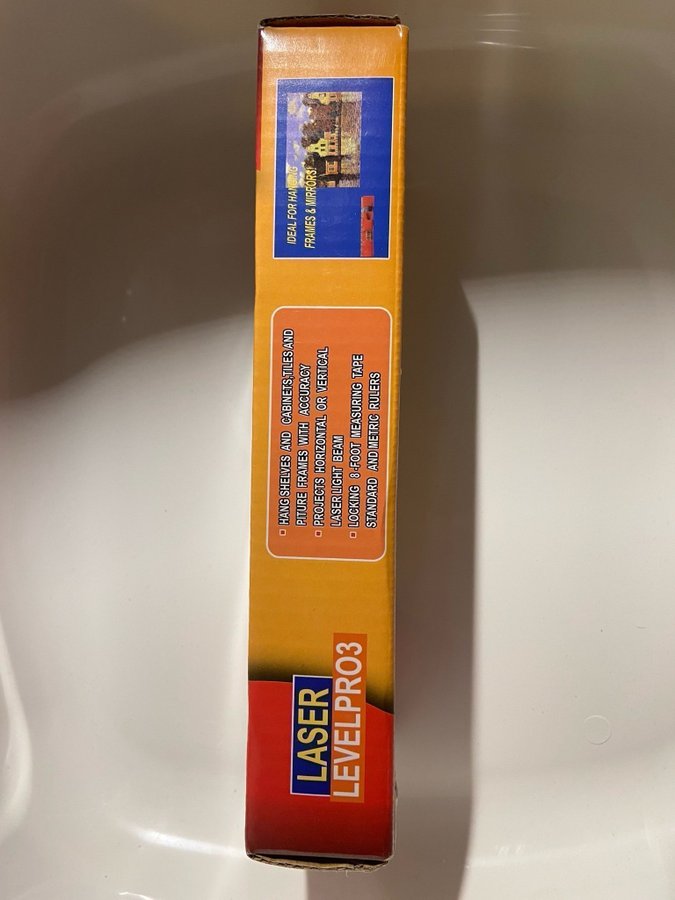 LASER
LEVELPRO3
HANG SHELVES AND CABINETS,TILES AND
PITURE FRAMES WITH ACCURACY
PROJECTS HORIZONTAL OR VERTICAL
LASER LIGHT BEAM
LOCKING 8-FOOT MEASURING TAPE
STANDARD AND METRIC RULERS
IDEAL FOR HANGING
FRAMES & MIRRORS!